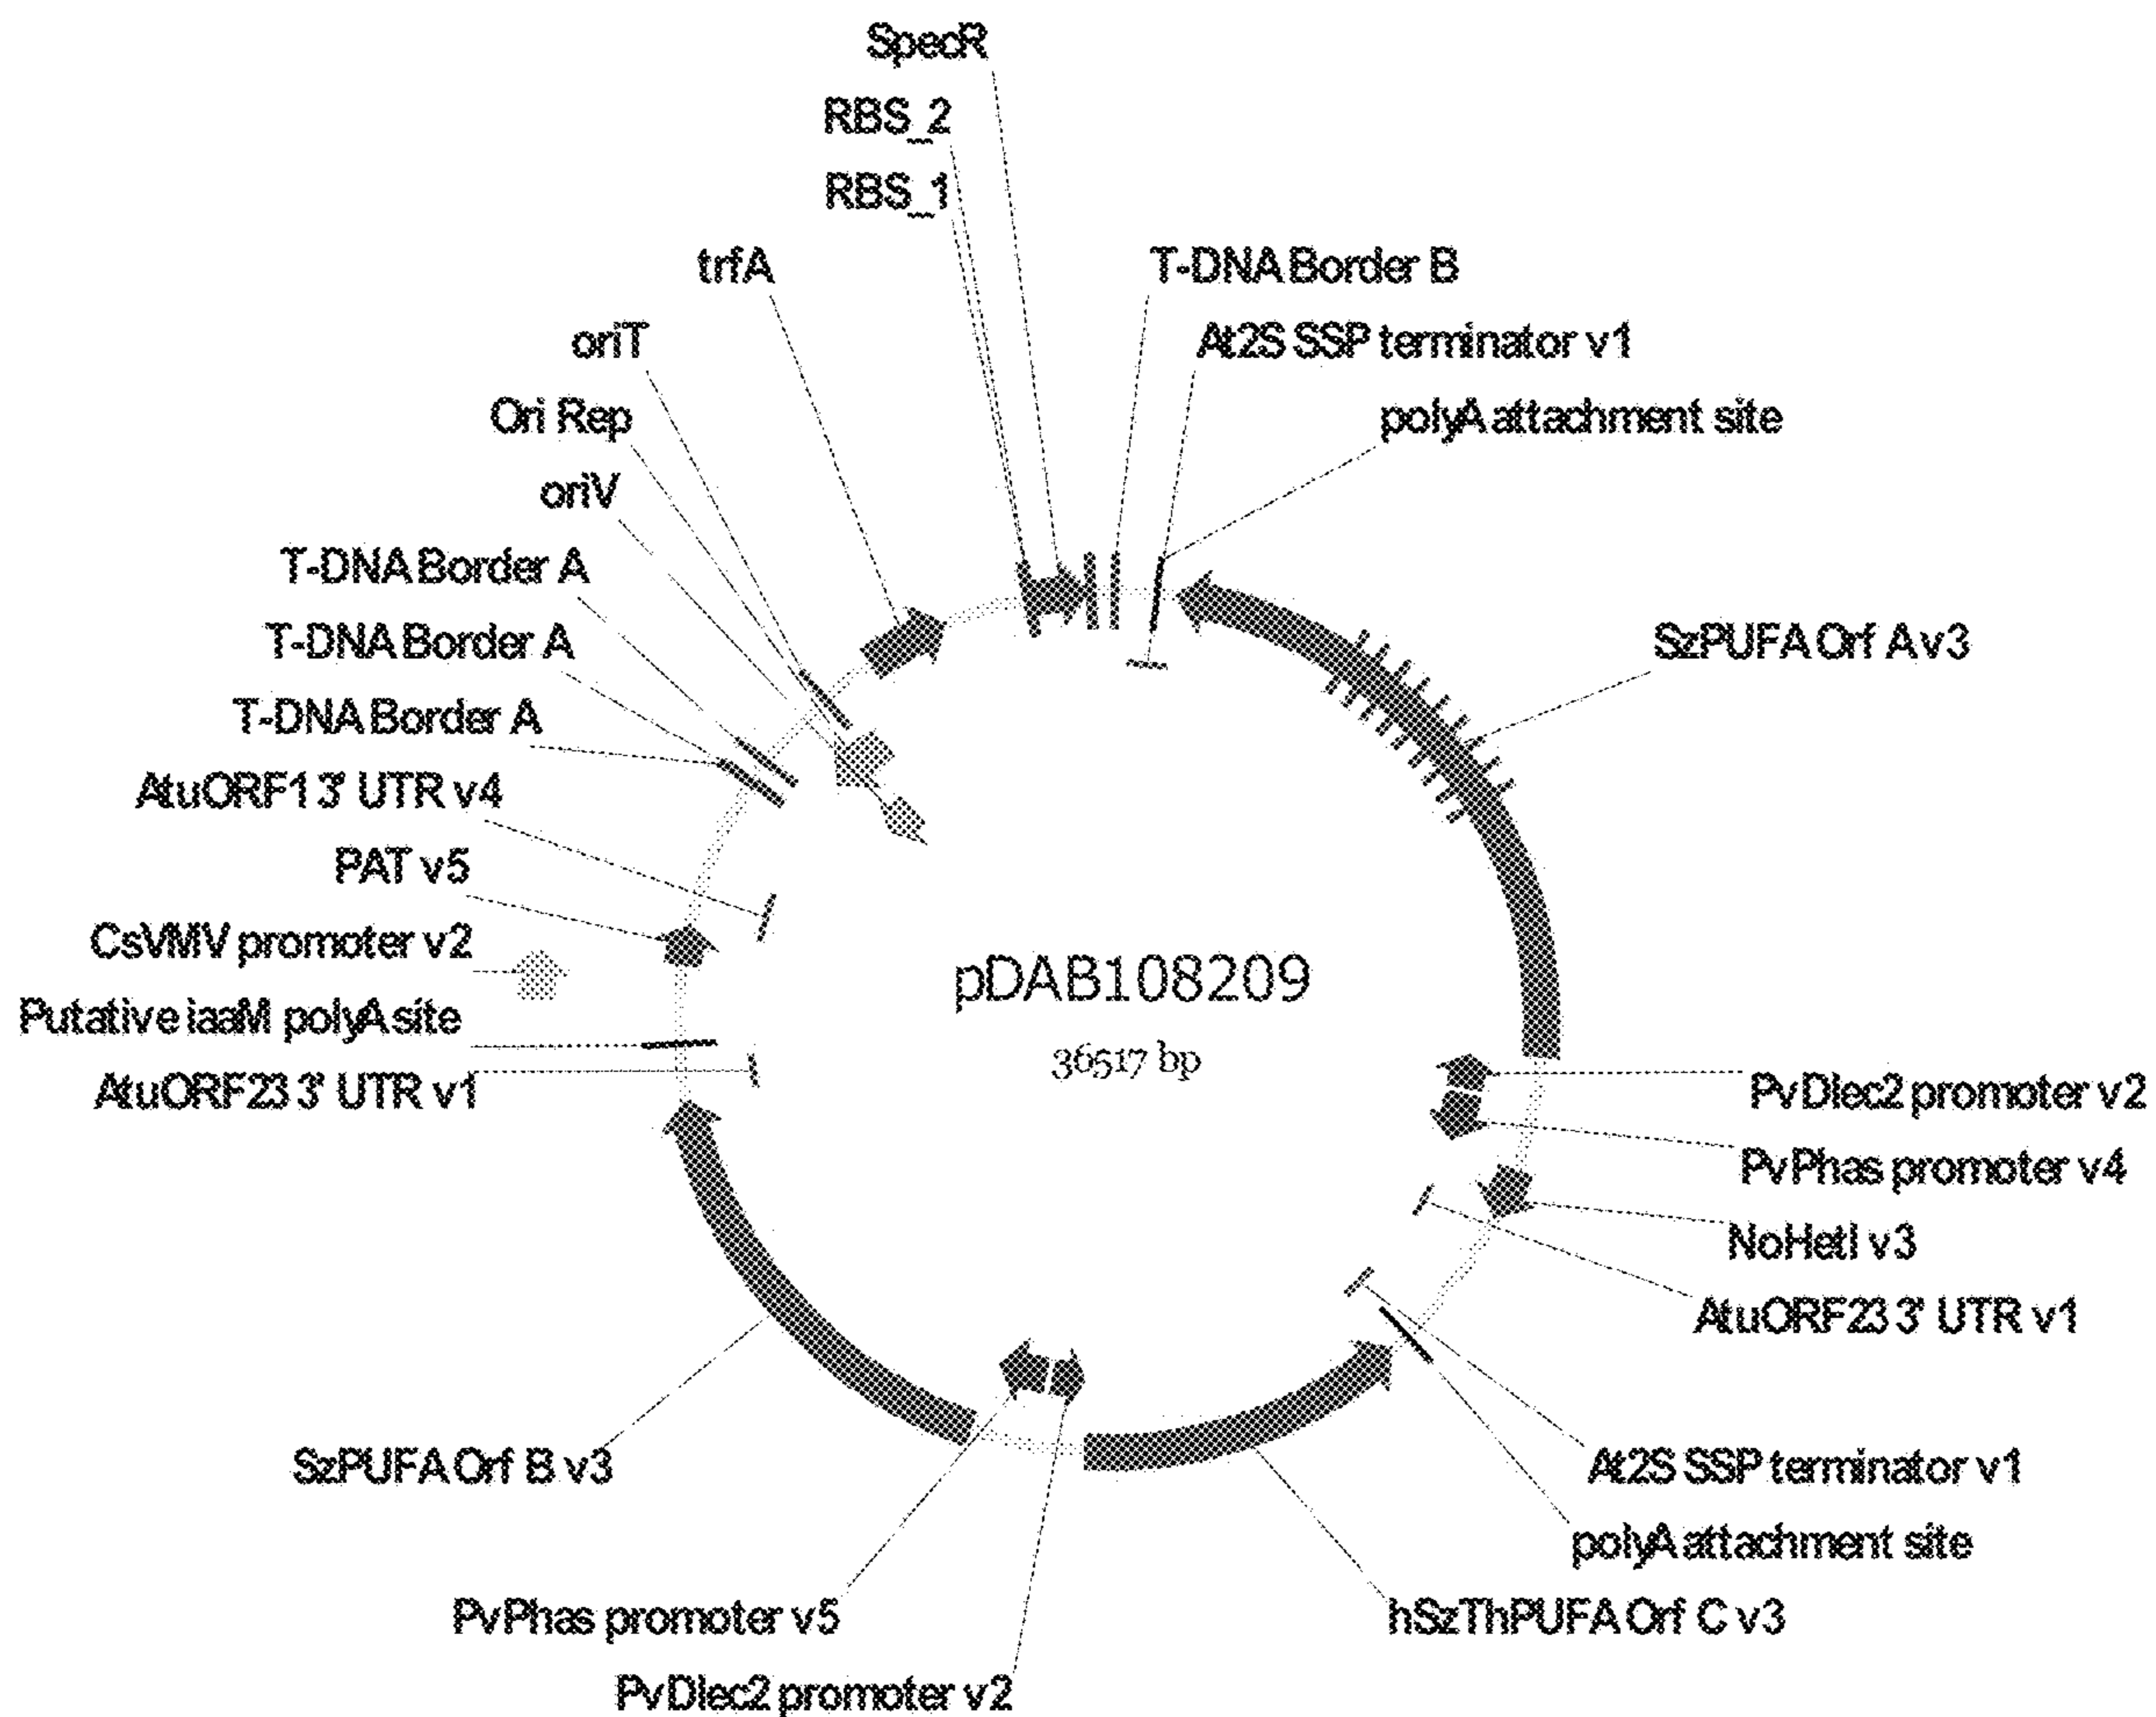 SpecR
RBS_2
RBS_1
trfA
T-DNA Border B
oriT
At2S SSP terminator v1
Ori Rep
polyA attachment site
oriV
T-DNA Border A
T-DNA Border A
SzPUFA Orf A v3
T-DNA Border A
AtuORF1 3' UTR v4
PAT v5
CsVMV promoter v2
pDAB108209
Putative iaaM polyA site
36517 bp
AtuORF23 3' UTR v1
PvDlec2 promoter v2
PvPhas promoter v4
NoHetI v3
AtuORF23 3' UTR v1
SzPUFA Orf B v3
At2S SSP terminator v1
polyA attachment site
PvPhas promoter v5
hSzThPUFA Orf C v3
PvDlec2 promoter v2